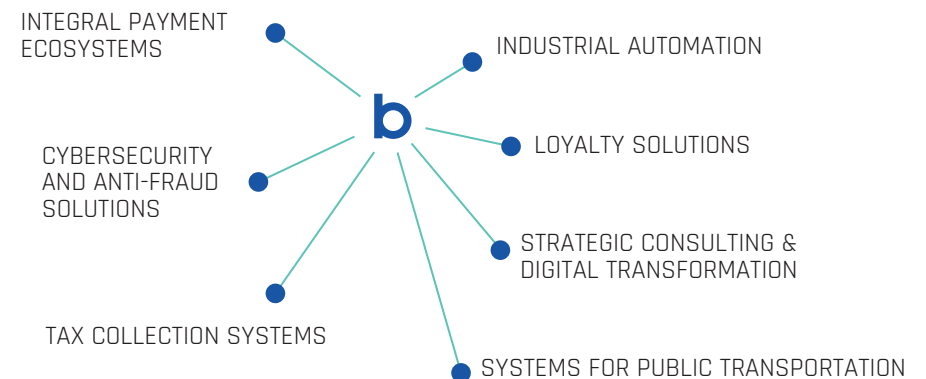 INTEGRAL PAYMENT
ECOSYSTEMS
INDUSTRIAL AUTOMATION
b
LOYALTY SOLUTIONS
CYBERSECURITY
AND ANTI-FRAUD
SOLUTIONS
STRATEGIC CONSULTING &
DIGITAL TRANSFORMATION
TAX COLLECTION SYSTEMS
SYSTEMS FOR PUBLIC TRANSPORTATION